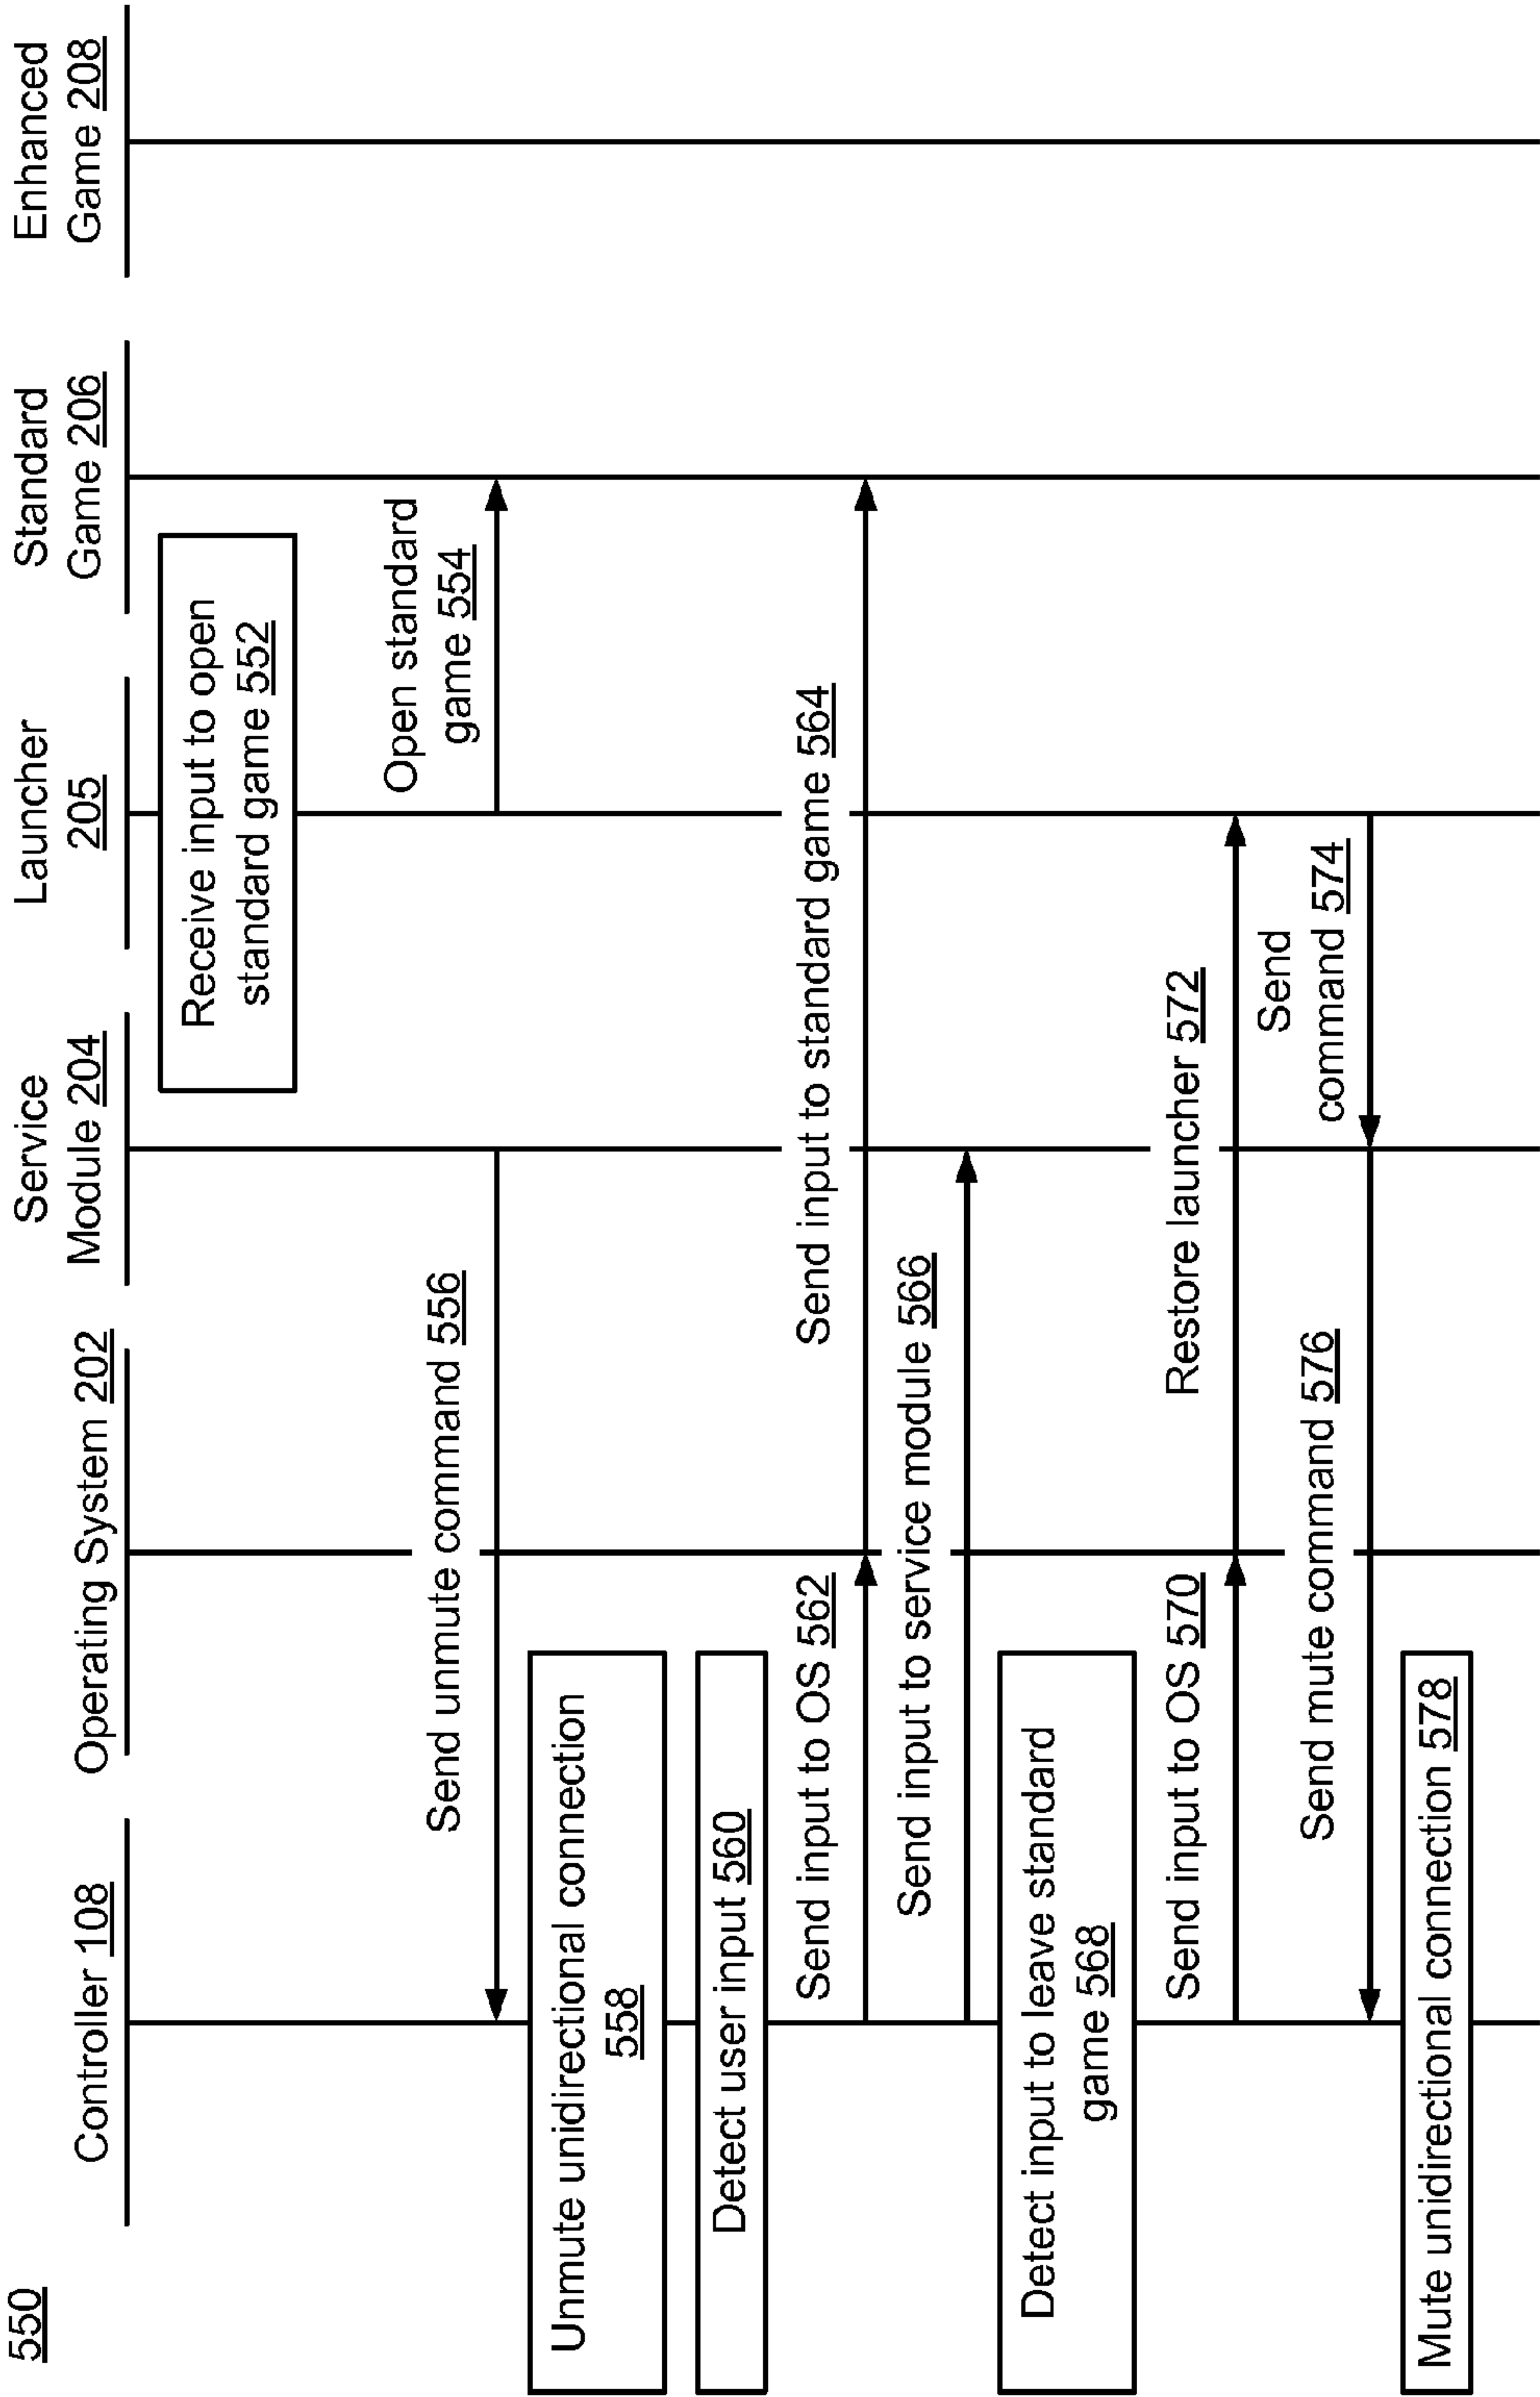 550
Controller 108
Operating System 202
Service
Module 204
Launcher
205
Standard
Game 206
Enhanced
Game 208
Receive input to open
standard game 552
Open standard
game 554
Send unmute command 556
Unmute unidirectional connection
558
Detect user input 560
Send input to OS 562
Send input to standard game 564
Send input to service module 566
Detect input to leave standard
game 568
Send input to OS 570
Restore launcher 572
Send
command 574
Send mute command 576
Mute unidirectional connection 578